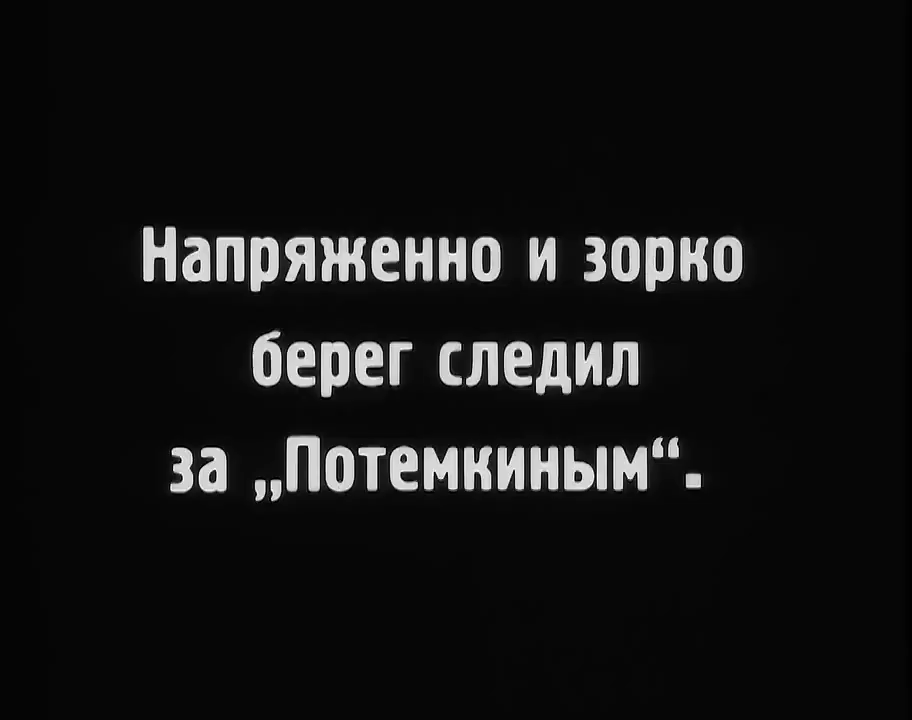 Напряженно и зорко
берег следил
за „Потемкиным“.